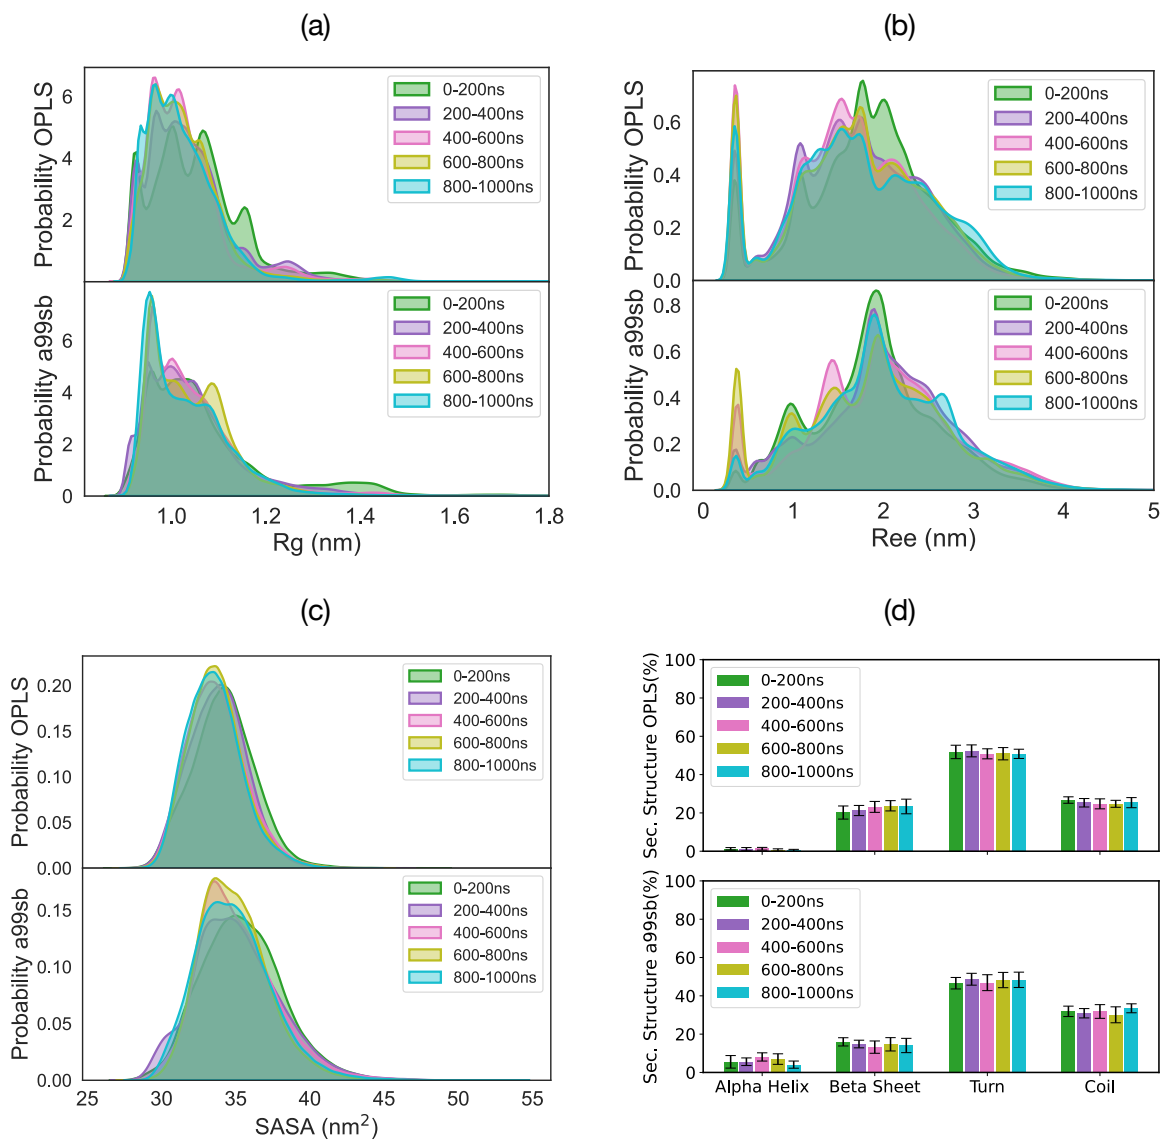 (a)
Probability OPLS
6
4
2
0-200ns
200-400ns
400-600ns
600-800ns
800-1000ns
Probability a99sb
6
4
2
0
0-200ns
200-400ns
400-600ns
600-800ns
800-1000ns
1.0
1.2
1.4
1.6
1.8
Rg (nm)
(b)
Probability OPLS
0.6
0.4
0.2
0.0
0-200ns
200-400ns
400-600ns
600-800ns
800-1000ns
Probability a99sb
0.8
0.6
0.4
0.2
0.0
0-200ns
200-400ns
400-600ns
600-800ns
800-1000ns
0
1
2
3
4
5
Ree (nm)
(c)
Probability OPLS
0.20
0.15
0.10
0.05
0.00
0-200ns
200-400ns
400-600ns
600-800ns
800-1000ns
Probability a99sb
0.15
0.10
0.05
0.00
0-200ns
200-400ns
400-600ns
600-800ns
800-1000ns
25
30
35
40
45
50
55
SASA (nm²)
(d)
Sec. Structure OPLS(%)
100
80
60
40
20
0
0-200ns
200-400ns
400-600ns
600-800ns
800-1000ns
Sec. Structure a99sb(%)
100
80
60
40
20
0
0-200ns
200-400ns
400-600ns
600-800ns
800-1000ns
Alpha Helix
Beta Sheet
Turn
Coil